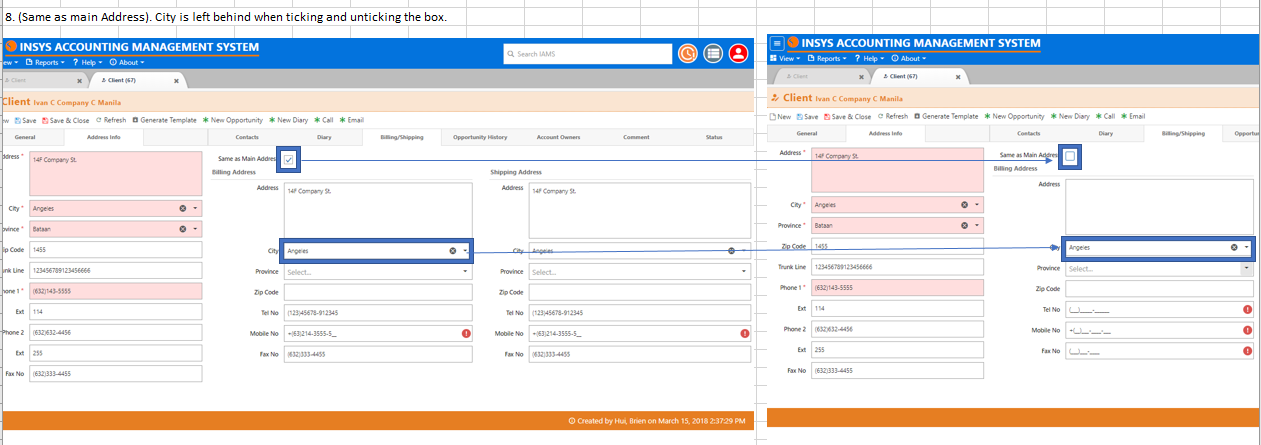 8. (Same as main Address). City is left behind when ticking and unticking the box.
INSYS ACCOUNTING MANAGEMENT SYSTEM
Search IAMS
ew Reports ? Help About
Client
Client (67)
Client Ivan C Company C Manila
ew Save Save & Close Refresh Generate Template New Opportunity New Diary Call Email
General Address Info Contacts Diary Billing/Shipping Opportunity History Account Owners Comment Status
ddress * 14F Company St.
City * Angeles
ovince * Bataan
ip Code 1455
unk Line 123456789123456666
hone 1 * (632)143-5555
Ext 114
Phone 2 (632)632-4456
Ext 255
Fax No (632)333-4455
Same as Main Addres
Billing Address
Address 14F Company St.
City Angeles
Province Select...
Zip Code
Tel No (123)45678-912345
Mobile No +(63)214-3555-5__
Fax No (632)333-4455
Shipping Address
Address 14F Company St.
City Angeles
Province Select...
Zip Code
Tel No (123)45678-912345
Mobile No +(63)214-3555-5__
Fax No (632)333-4455
Created by Hui, Brien on March 15, 2018 2:37:29 PM
INSYS ACCOUNTING MANAGEMENT SYSTEM
View Reports ? Help About
Client
Client (67)
Client Ivan C Company C Manila
New Save Save & Close Refresh Generate Template New Opportunity New Diary Call Email
General Address Info Contacts Diary Billing/Shipping Opportun
Address * 14F Company St.
City * Angeles
Province * Bataan
Zip Code 1455
Trunk Line 123456789123456666
Phone 1 * (632)143-5555
Ext 114
Phone 2 (632)632-4456
Ext 255
Fax No (632)333-4455
Same as Main Address
Billing Address
Address
Angeles
Province Select...
Zip Code
Tel No (__)____-_____
Mobile No +(__)__-___-__
Fax No (__)__-___